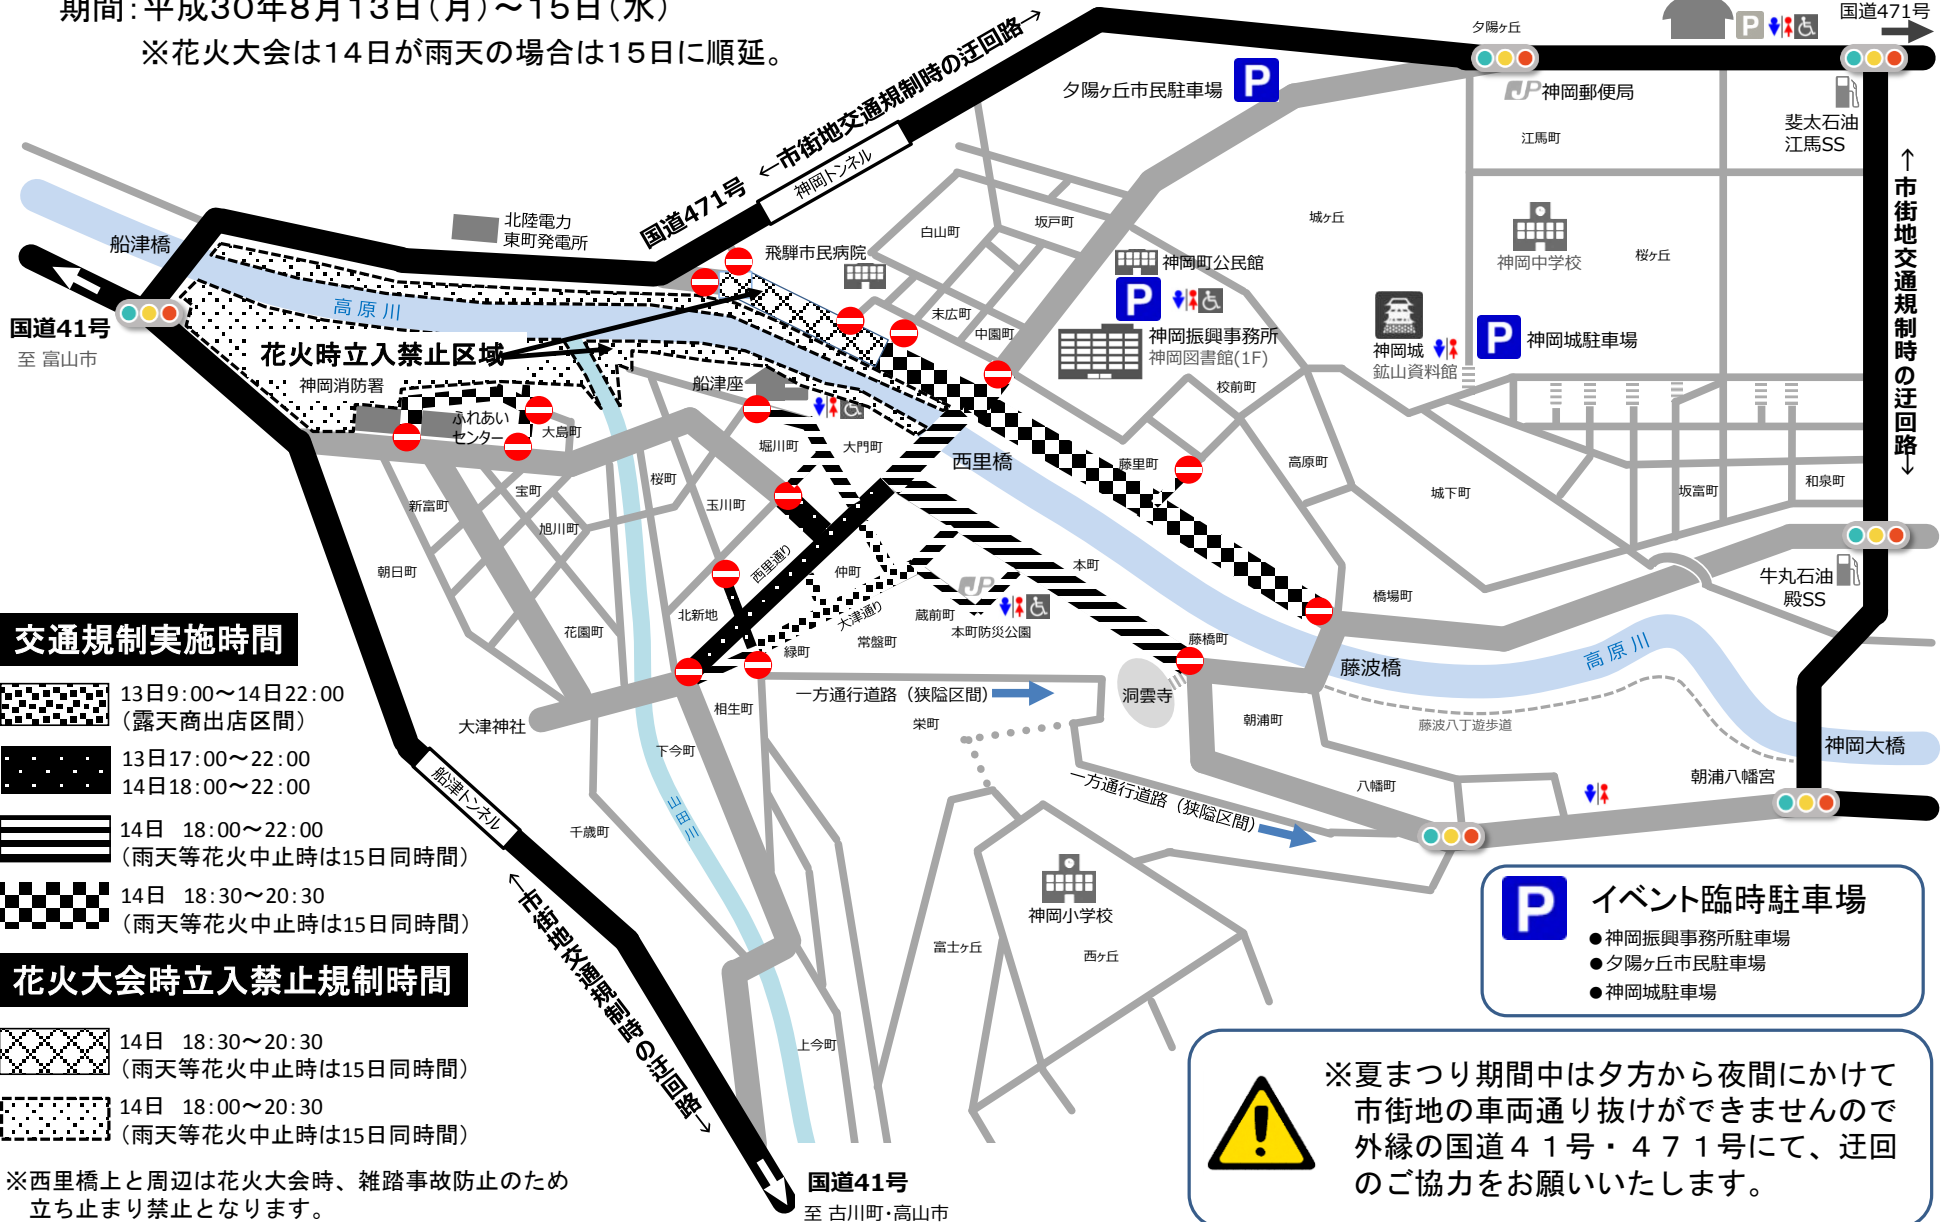 期間：平成30年8月13日（月）～15日（水）
※花火大会は14日が雨天の場合は15日に順延。
国道471号
夕陽ヶ丘
←市街地交通規制時の迂回路→
国道471号
神岡トンネル
夕陽ヶ丘市民駐車場
P
P
神岡郵便局
江馬町
斐太石油
江馬SS
↑市街地交通規制時の迂回路↓
船津橋
北陸電力
東町発電所
飛騨市民病院
白山町
坂戸町
城ヶ丘
神岡中学校
桜ヶ丘
神岡町公民館
P
末広町
中園町
神岡振興事務所
神岡図書館(1F)
神岡城
鉱山資料館
P
神岡城駐車場
校前町
国道41号
至 富山市
高原川
花火時立入禁止区域
神岡消防署
ふれあい
センター
大島町
船津座
堀川町
大門町
西里橋
藤里町
高原町
城下町
坂富町
和泉町
新富町
宝町
旭川町
桜町
玉川町
朝日町
西里通り
仲町
本町
JP
大津通り
蔵前町
本町防災公園
常盤町
緑町
北新地
花園町
橋場町
藤橋町
藤波橋
高原川
牛丸石油
殿SS
洞雲寺
一方通行道路（狭隘区間）
相生町
栄町
朝浦町
藤波八丁遊歩道
神岡大橋
朝浦八幡宮
八幡町
一方通行道路（狭隘区間）
大津神社
下今町
山田川
千歳町
船津トンネル
←市街地交通規制時の迂回路→
神岡小学校
富士ヶ丘
西ヶ丘
上今町
国道41号
至 古川町・高山市
交通規制実施時間
13日9:00～14日22:00
（露天商出店区間）
13日17:00～22:00
14日18:00～22:00
14日 18:00～22:00
（雨天等花火中止時は15日同時間）
14日 18:30～20:30
（雨天等花火中止時は15日同時間）
花火大会時立入禁止規制時間
14日 18:30～20:30
（雨天等花火中止時は15日同時間）
14日 18:00～20:30
（雨天等花火中止時は15日同時間）
※西里橋上と周辺は花火大会時、雑踏事故防止のため
立ち止まり禁止となります。
P
イベント臨時駐車場
●神岡振興事務所駐車場
●夕陽ヶ丘市民駐車場
●神岡城駐車場
※夏まつり期間中は夕方から夜間にかけて
市街地の車両通り抜けができませんので
外縁の国道４１号・４７１号にて、迂回
のご協力をお願いいたします。